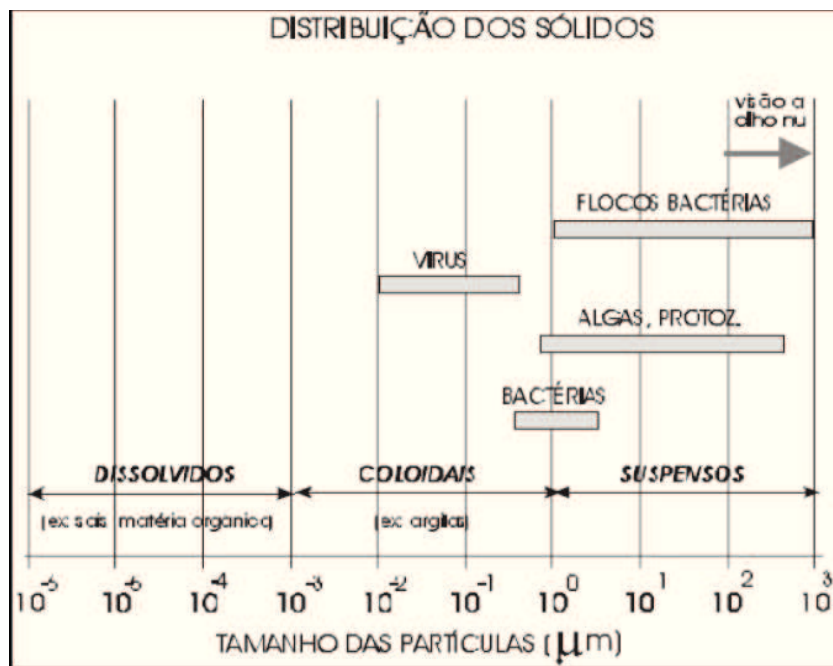 DISTRIBUIÇÃO DOS SÓLIDOS
visão a
olho nu
FLOCOS BACTÉRIAS
VÍRUS
ALGAS, PROTOZ.
BACTÉRIAS
DISSOLVIDOS COLOIDAIS SUSPENSOS
(ex: sais, matéria orgânica) (ex: argilas)
10⁻⁵ 10⁻⁶ 10⁻⁴ 10⁻³ 10⁻² 10⁻¹ 10⁰ 10¹ 10² 10³
TAMANHO DAS PARTÍCULAS (μm)